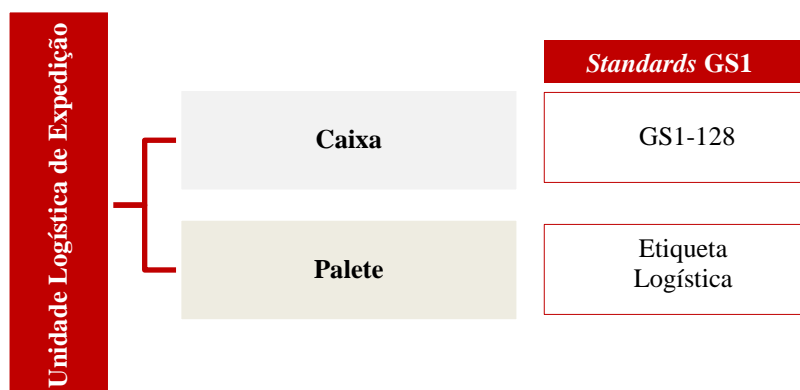 Unidade Logística de Expedição
Standards GS1
Caixa
GS1-128
Palete
Etiqueta
Logística